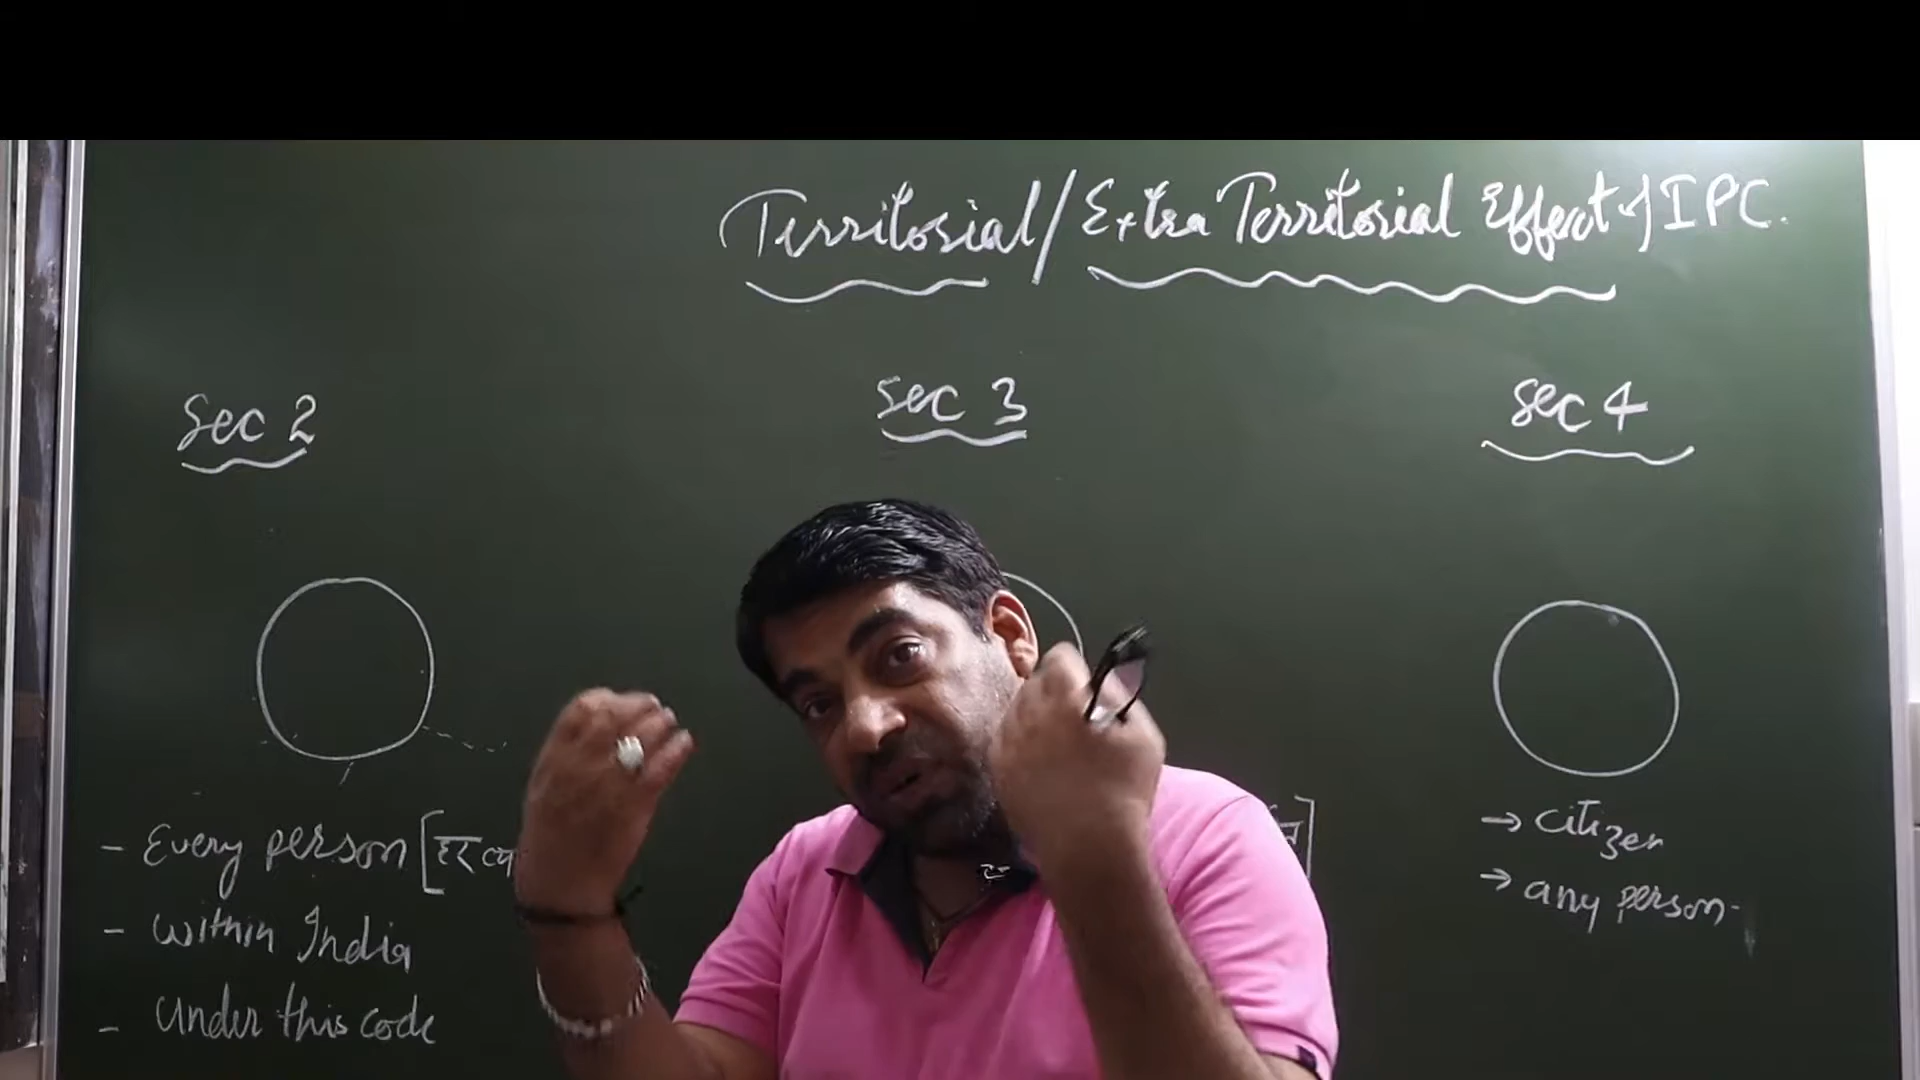 Territorial/Extra Territorial Effect of IPC.
Sec 2
Sec 3
Sec 4
- Every person [हर
- within India
- Under this code
→ citizen
→ any person